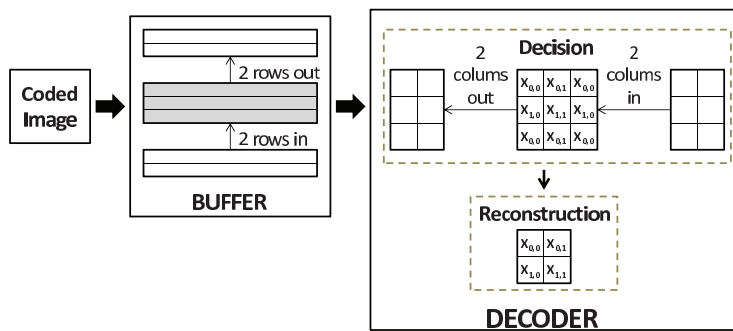 Coded
Image
2 rows out
2 rows in
BUFFER
Decision
2
colums
out
2
colums
in
X0,0 X0,1 X0,0
X1,0 X1,1 X1,0
X0,0 X0,1 X0,0
Reconstruction
X0,0 X0,1
X1,0 X1,1
DECODER